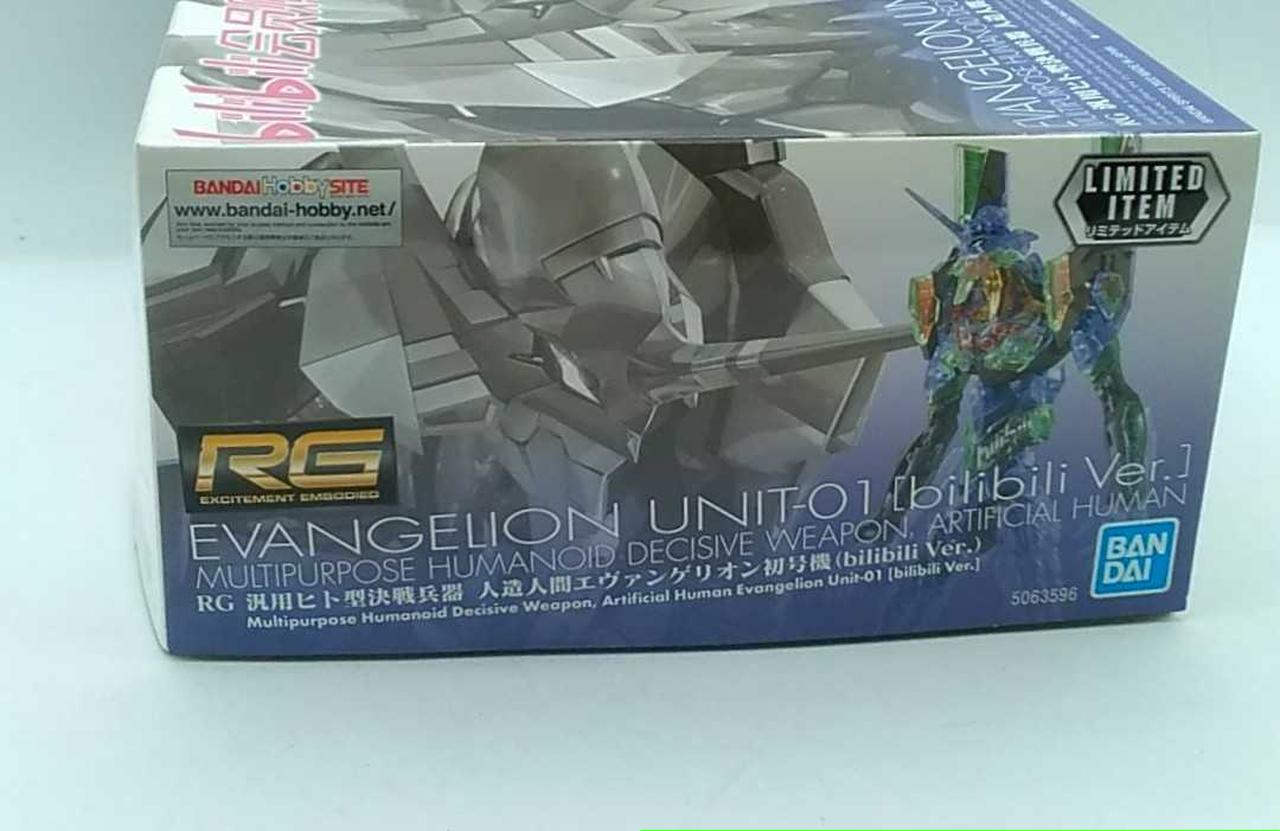 bilibili
EVANGELION UN
BANDAI HobbySITE
www.bandai-hobby.net/
LIMITED
ITEM
リミテッドアイテム
RG
EXCITEMENT EMBODIED
EVANGELION UNIT-01 [bilibili Ver.]
MULTIPURPOSE HUMANOID DECISIVE WEAPON, ARTIFICIAL HUMAN
RG 汎用ヒト型決戦兵器 人造人間エヴァンゲリオン初号機(bilibili Ver.)
Multipurpose Humanoid Decisive Weapon, Artificial Human Evangelion Unit-01 [bilibili Ver.]
5063596
BAN
DAI